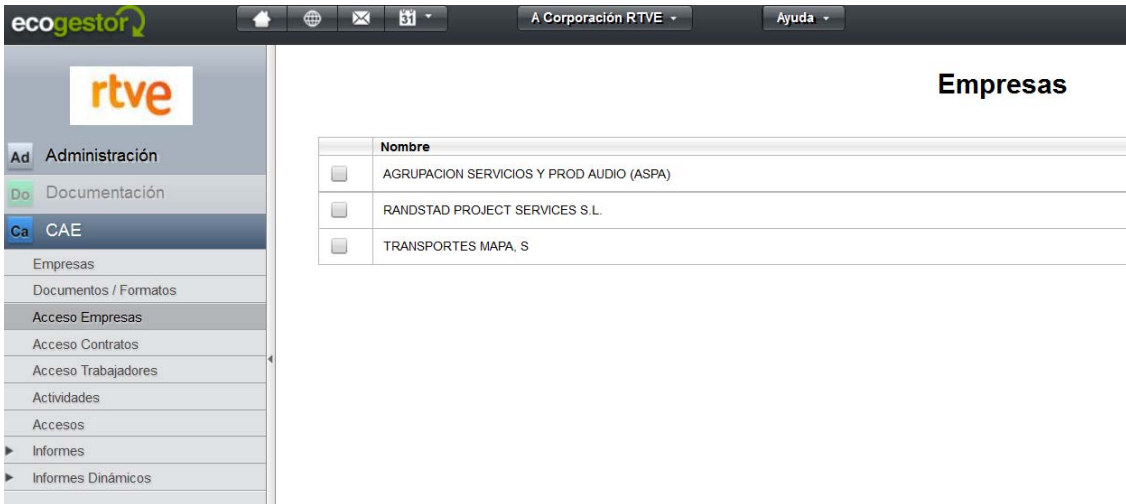 ecogestor
31
A Corporación RTVE
Ayuda
rtve
Ad Administración
Do Documentación
Ca CAE
Empresas
Documentos / Formatos
Acceso Empresas
Acceso Contratos
Acceso Trabajadores
Actividades
Accesos
Informes
Informes Dinámicos
Empresas
Nombre
AGRUPACION SERVICIOS Y PROD AUDIO (ASPA)
RANDSTAD PROJECT SERVICES S.L.
TRANSPORTES MAPA, S